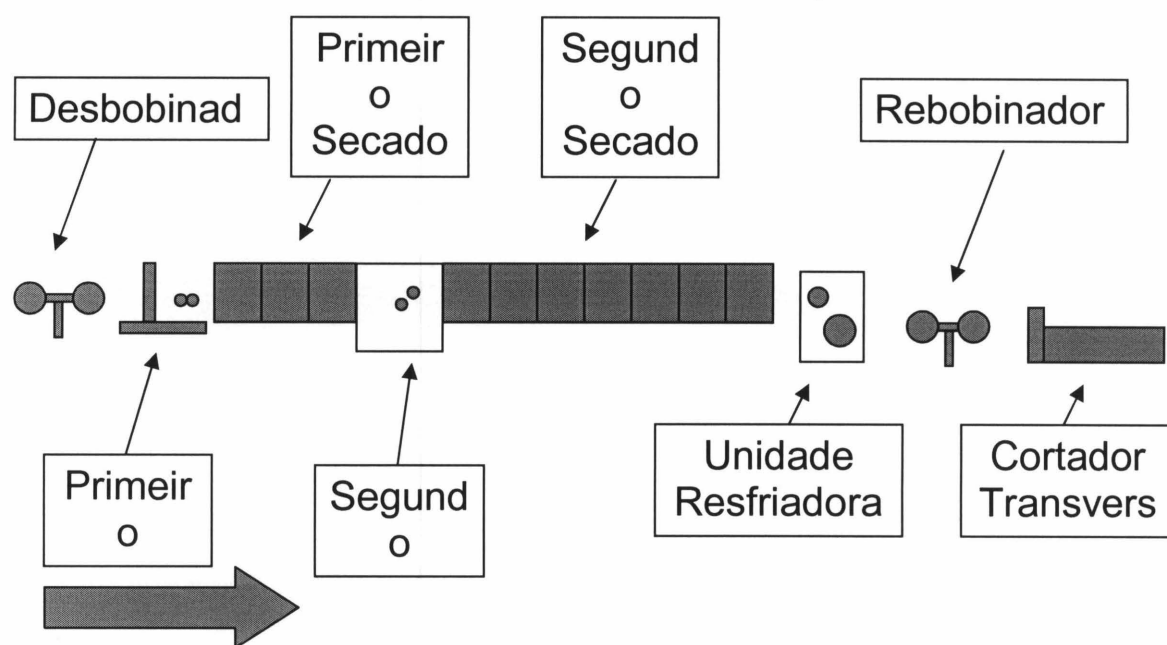 Desbobinad
Primeir
o
Secado
Segund
o
Secado
Rebobinador
Primeir
o
Segund
o
Unidade
Resfriadora
Cortador
Transvers